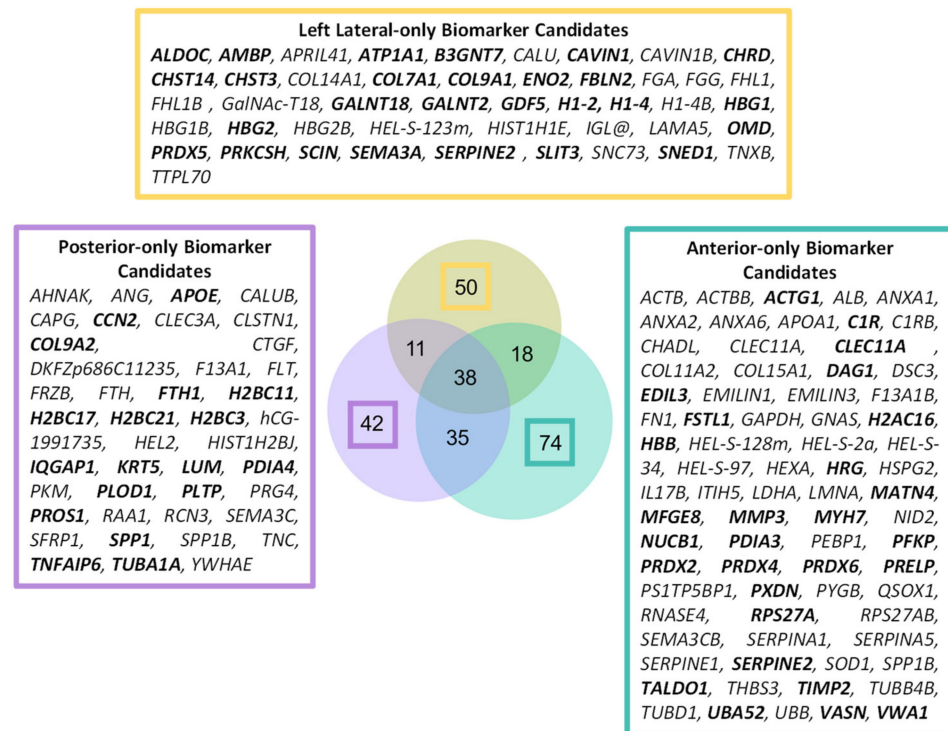 Left Lateral-only Biomarker Candidates
ALDOC, AMBP, APRIL41, ATP1A1, B3GNT7, CALU, CAVIN1, CAVIN1B, CHRD,
CHST14, CHST3, COL14A1, COL7A1, COL9A1, ENO2, FBLN2, FGA, FGG, FHL1,
FHL1B , GalNAc-T18, GALNT18, GALNT2, GDF5, H1-2, H1-4, H1-4B, HBG1,
HBG1B, HBG2, HBG2B, HEL-S-123m, HIST1H1E, IGL@, LAMA5, OMD,
PRDX5, PRKCSH, SCIN, SEMA3A, SERPINE2 , SLIT3, SNC73, SNED1, TNXB,
TTPL70
Posterior-only Biomarker
Candidates
AHNAK, ANG, APOE, CALUB,
CAPG, CCN2, CLEC3A, CLSTN1,
COL9A2, CTGF,
DKFZp686C11235, F13A1, FLT,
FRZB, FTH, FTH1, H2BC11,
H2BC17, H2BC21, H2BC3, hCG-
1991735, HEL2, HIST1H2BJ,
IQGAP1, KRT5, LUM, PDIA4,
PKM, PLOD1, PLTP, PRG4,
PROS1, RAA1, RCN3, SEMA3C,
SFRP1, SPP1, SPP1B, TNC,
TNFAIP6, TUBA1A, YWHAE
50
11
18
38
42
35
74
Anterior-only Biomarker
Candidates
ACTB, ACTBB, ACTG1, ALB, ANXA1,
ANXA2, ANXA6, APOA1, C1R, C1RB,
CHADL, CLEC11A, CLEC11A ,
COL11A2, COL15A1, DAG1, DSC3,
EDIL3, EMILIN1, EMILIN3, F13A1B,
FN1, FSTL1, GAPDH, GNAS, H2AC16,
HBB, HEL-S-128m, HEL-S-2a, HEL-S-
34, HEL-S-97, HEXA, HRG, HSPG2,
IL17B, ITIH5, LDHA, LMNA, MATN4,
MFGE8, MMP3, MYH7, NID2,
NUCB1, PDIA3, PEBP1, PFKP,
PRDX2, PRDX4, PRDX6, PRELP,
PS1TP5BP1, PXDN, PYGB, QSOX1,
RNASE4, RPS27A, RPS27AB,
SEMA3CB, SERPINA1, SERPINA5,
SERPINE1, SERPINE2, SOD1, SPP1B,
TALDO1, THBS3, TIMP2, TUBB4B,
TUBD1, UBA52, UBB, VASN, VWA1